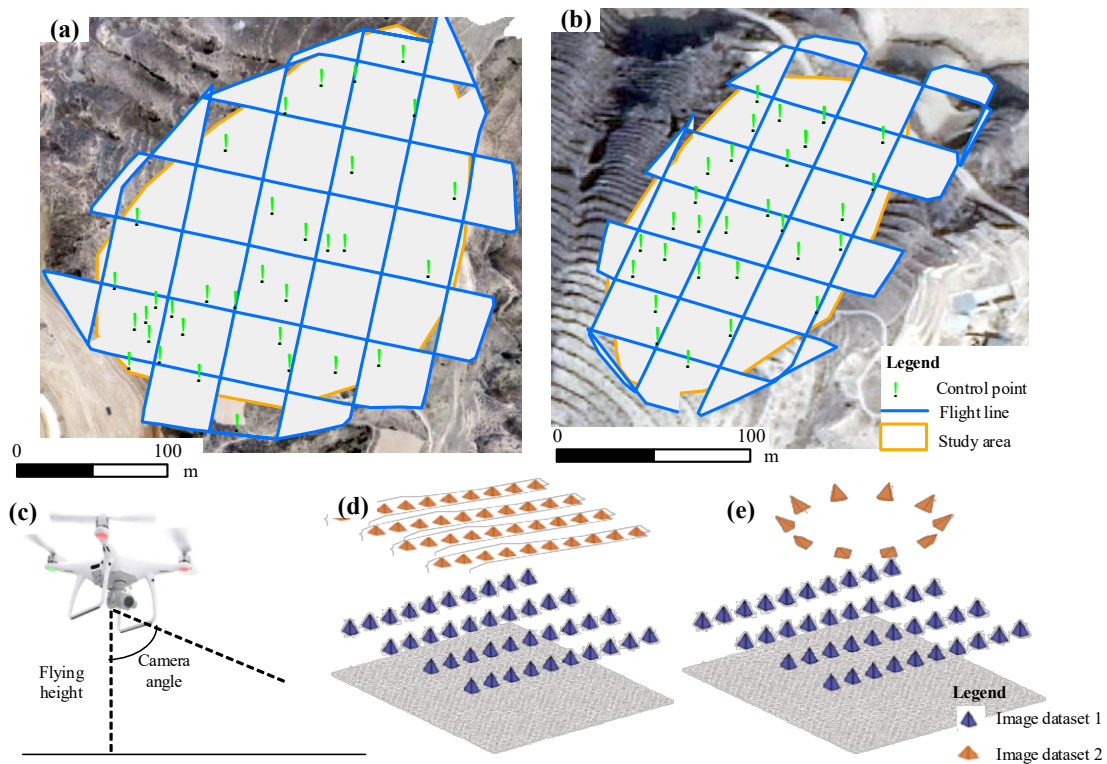 (a)
(b)
0 100
m
0 100
m
Legend
Control point
Flight line
Study area
(c)
(d)
(e)
Flying
height
Camera
angle
Legend
Image dataset 1
Image dataset 2